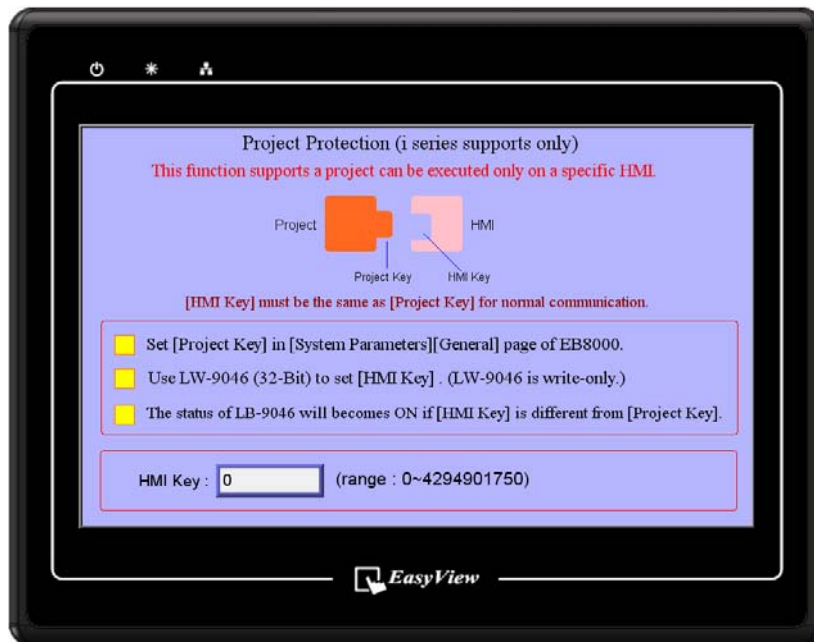 Project Protection (i series supports only)
This function supports a project can be executed only on a specific HMI.
Project
HMI
Project Key
HMI Key
[HMI Key] must be the same as [Project Key] for normal communication.
Set [Project Key] in [System Parameters][General] page of EB8000.
Use LW-9046 (32-Bit) to set [HMI Key] . (LW-9046 is write-only.)
The status of LB-9046 will becomes ON if [HMI Key] is different from [Project Key].
HMI Key : 0 (range : 0~4294901750)
EasyView